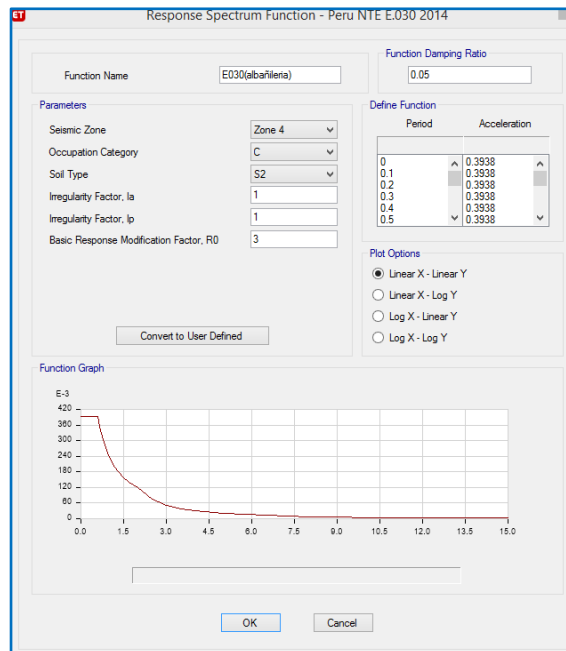 ET Response Spectrum Function - Peru NTE E.030 2014
Function Name E030(albañileria)
Function Damping Ratio
0.05
Parameters
Seismic Zone Zone 4
Occupation Category C
Soil Type S2
Irregularity Factor, Ia 1
Irregularity Factor, Ip 1
Basic Response Modification Factor, R0 3
Convert to User Defined
Define Function
Period Acceleration
0 0.3938
0.1 0.3938
0.2 0.3938
0.3 0.3938
0.4 0.3938
0.5 0.3938
Plot Options
Linear X - Linear Y
Linear X - Log Y
Log X - Linear Y
Log X - Log Y
Function Graph
E-3
420
360
300
240
180
120
60
0
0.0 1.5 3.0 4.5 6.0 7.5 9.0 10.5 12.0 13.5 15.0
OK Cancel